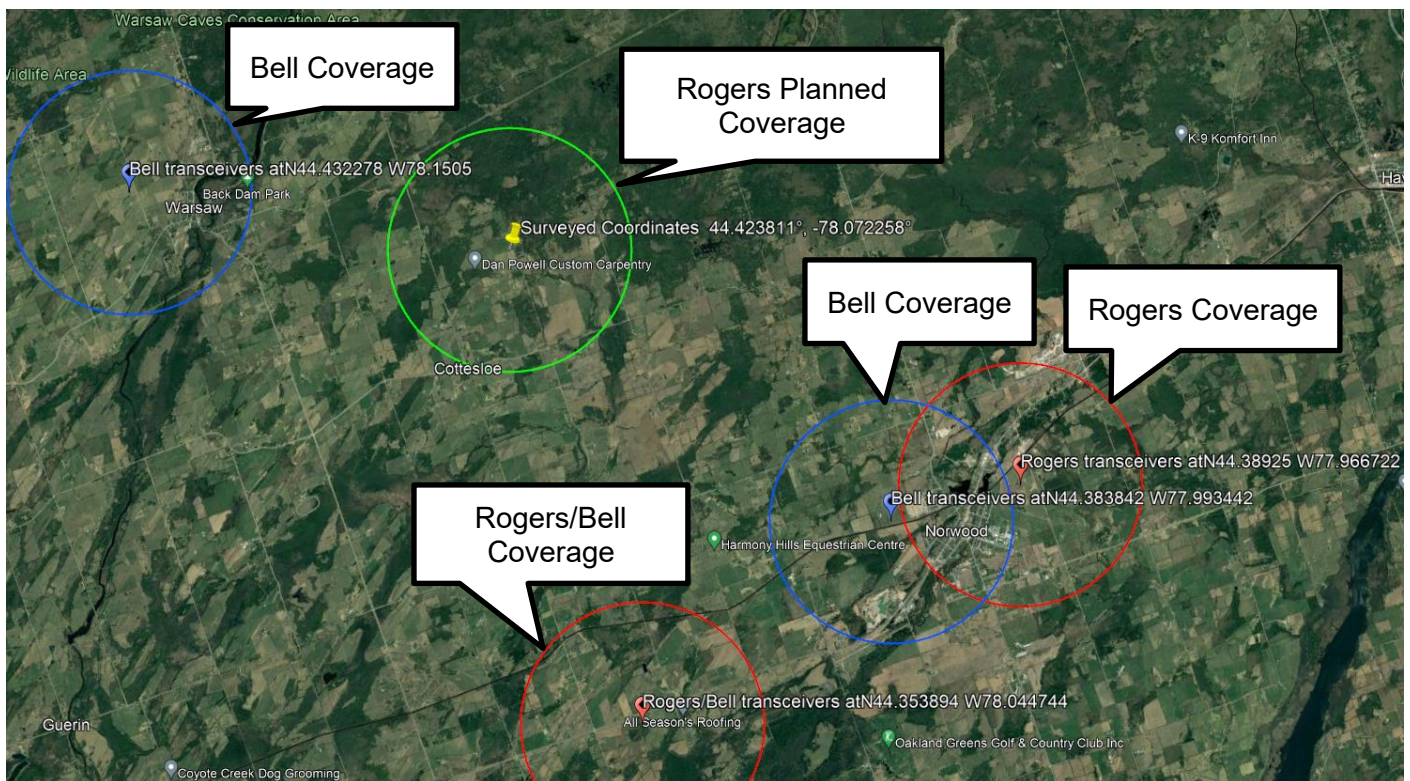 Warsaw Caves Conservation Area
Bell Coverage
Wildlife Area
Rogers Planned
Coverage
K-9 Komfort Inn
Bell transceivers atN44.432278 W78.1505
Back Dam Park
Warsaw
Surveyed Coordinates 44.423811°, -78.072258°
Dan Powell Custom Carpentry
Bell Coverage
Rogers Coverage
Cottesloe
Rogers transceivers atN44.38925 W77.966722
Bell transceivers atN44.383842 W77.993442
Norwood
Harmony Hills Equestrian Centre
Rogers/Bell
Coverage
Rogers/Bell transceivers atN44.353894 W78.044744
All Season's Roofing
Guerin
Oakland Greens Golf & Country Club Inc
Coyote Creek Dog Grooming